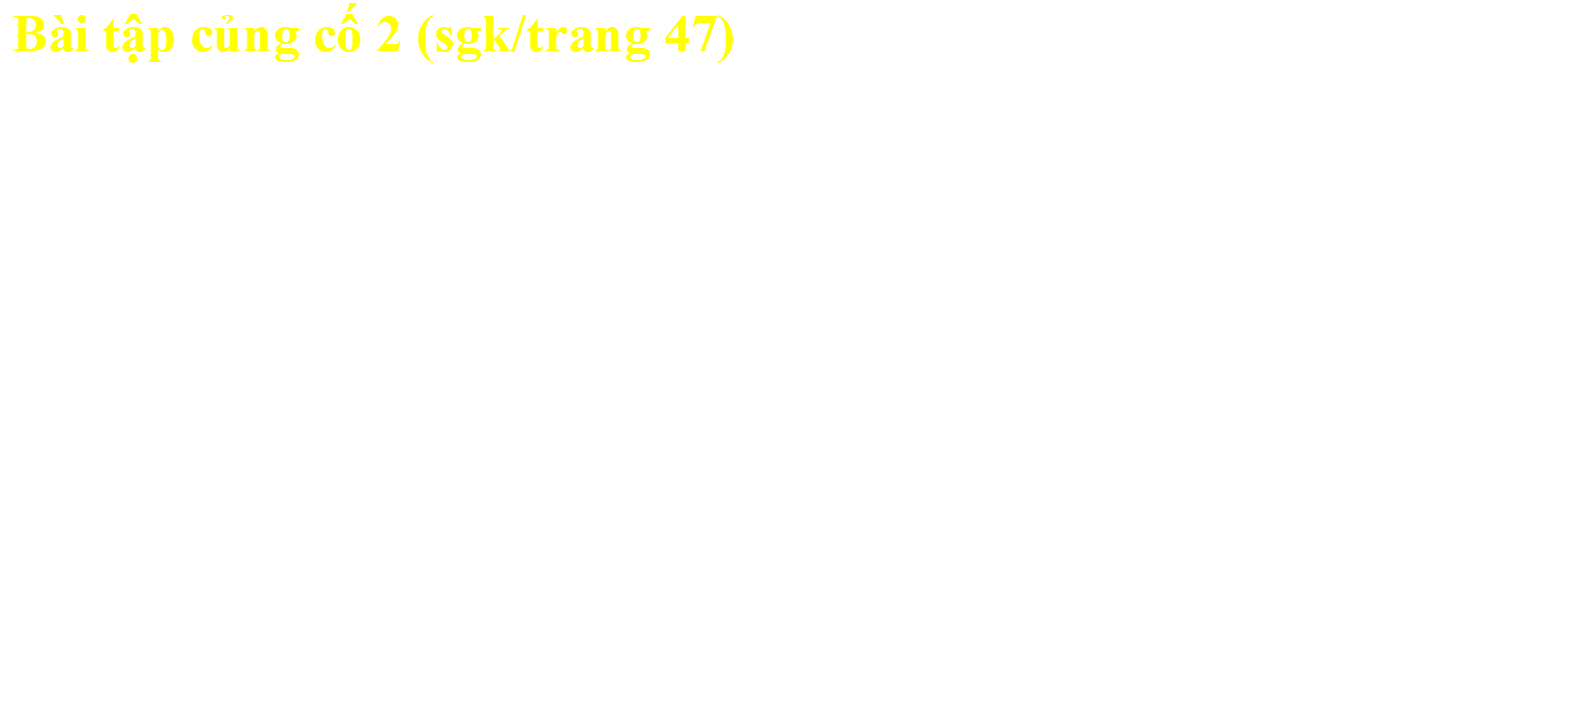 Bài tập củng cố 2 (sgk/trang 47)